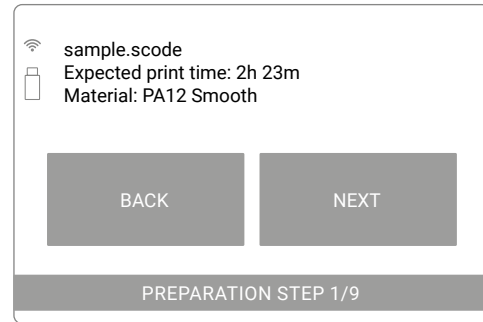 sample.scode
Expected print time: 2h 23m
Material: PA12 Smooth
BACK
NEXT
PREPARATION STEP 1/9